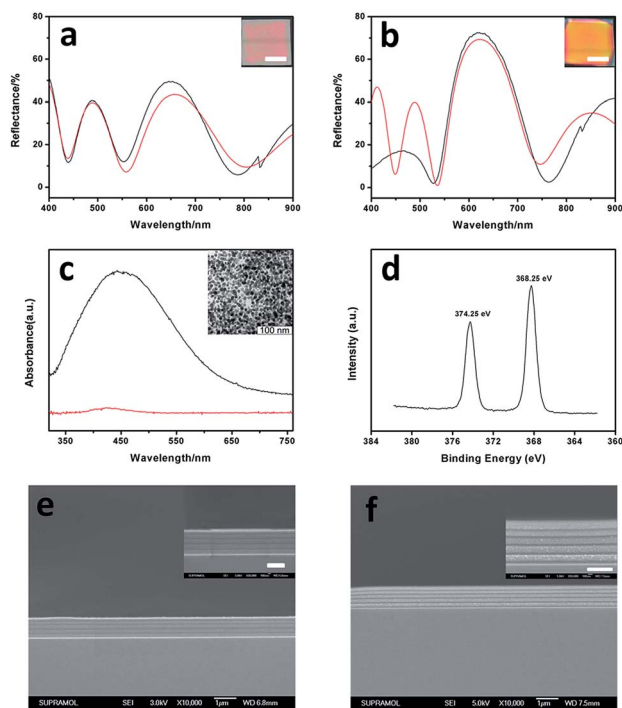 a
80
60
40
20
0
Reflectance/%
400 500 600 700 800 900
Wavelength/nm
b
80
60
40
20
0
Reflectance/%
400 500 600 700 800 900
Wavelength/nm
c
Absorbance(a.u.)
100 nm
350 450 550 650 750
Wavelength/nm
d
374.25 eV
368.25 eV
Intensity (a.u.)
384 380 376 372 368 364 360
Binding Energy (eV)
e
SUPRAMOL SEI 3.0kV X10,000 1μm WD 6.8mm
f
SUPRAMOL SEI 5.0kV X10,000 1μm WD 7.5mm